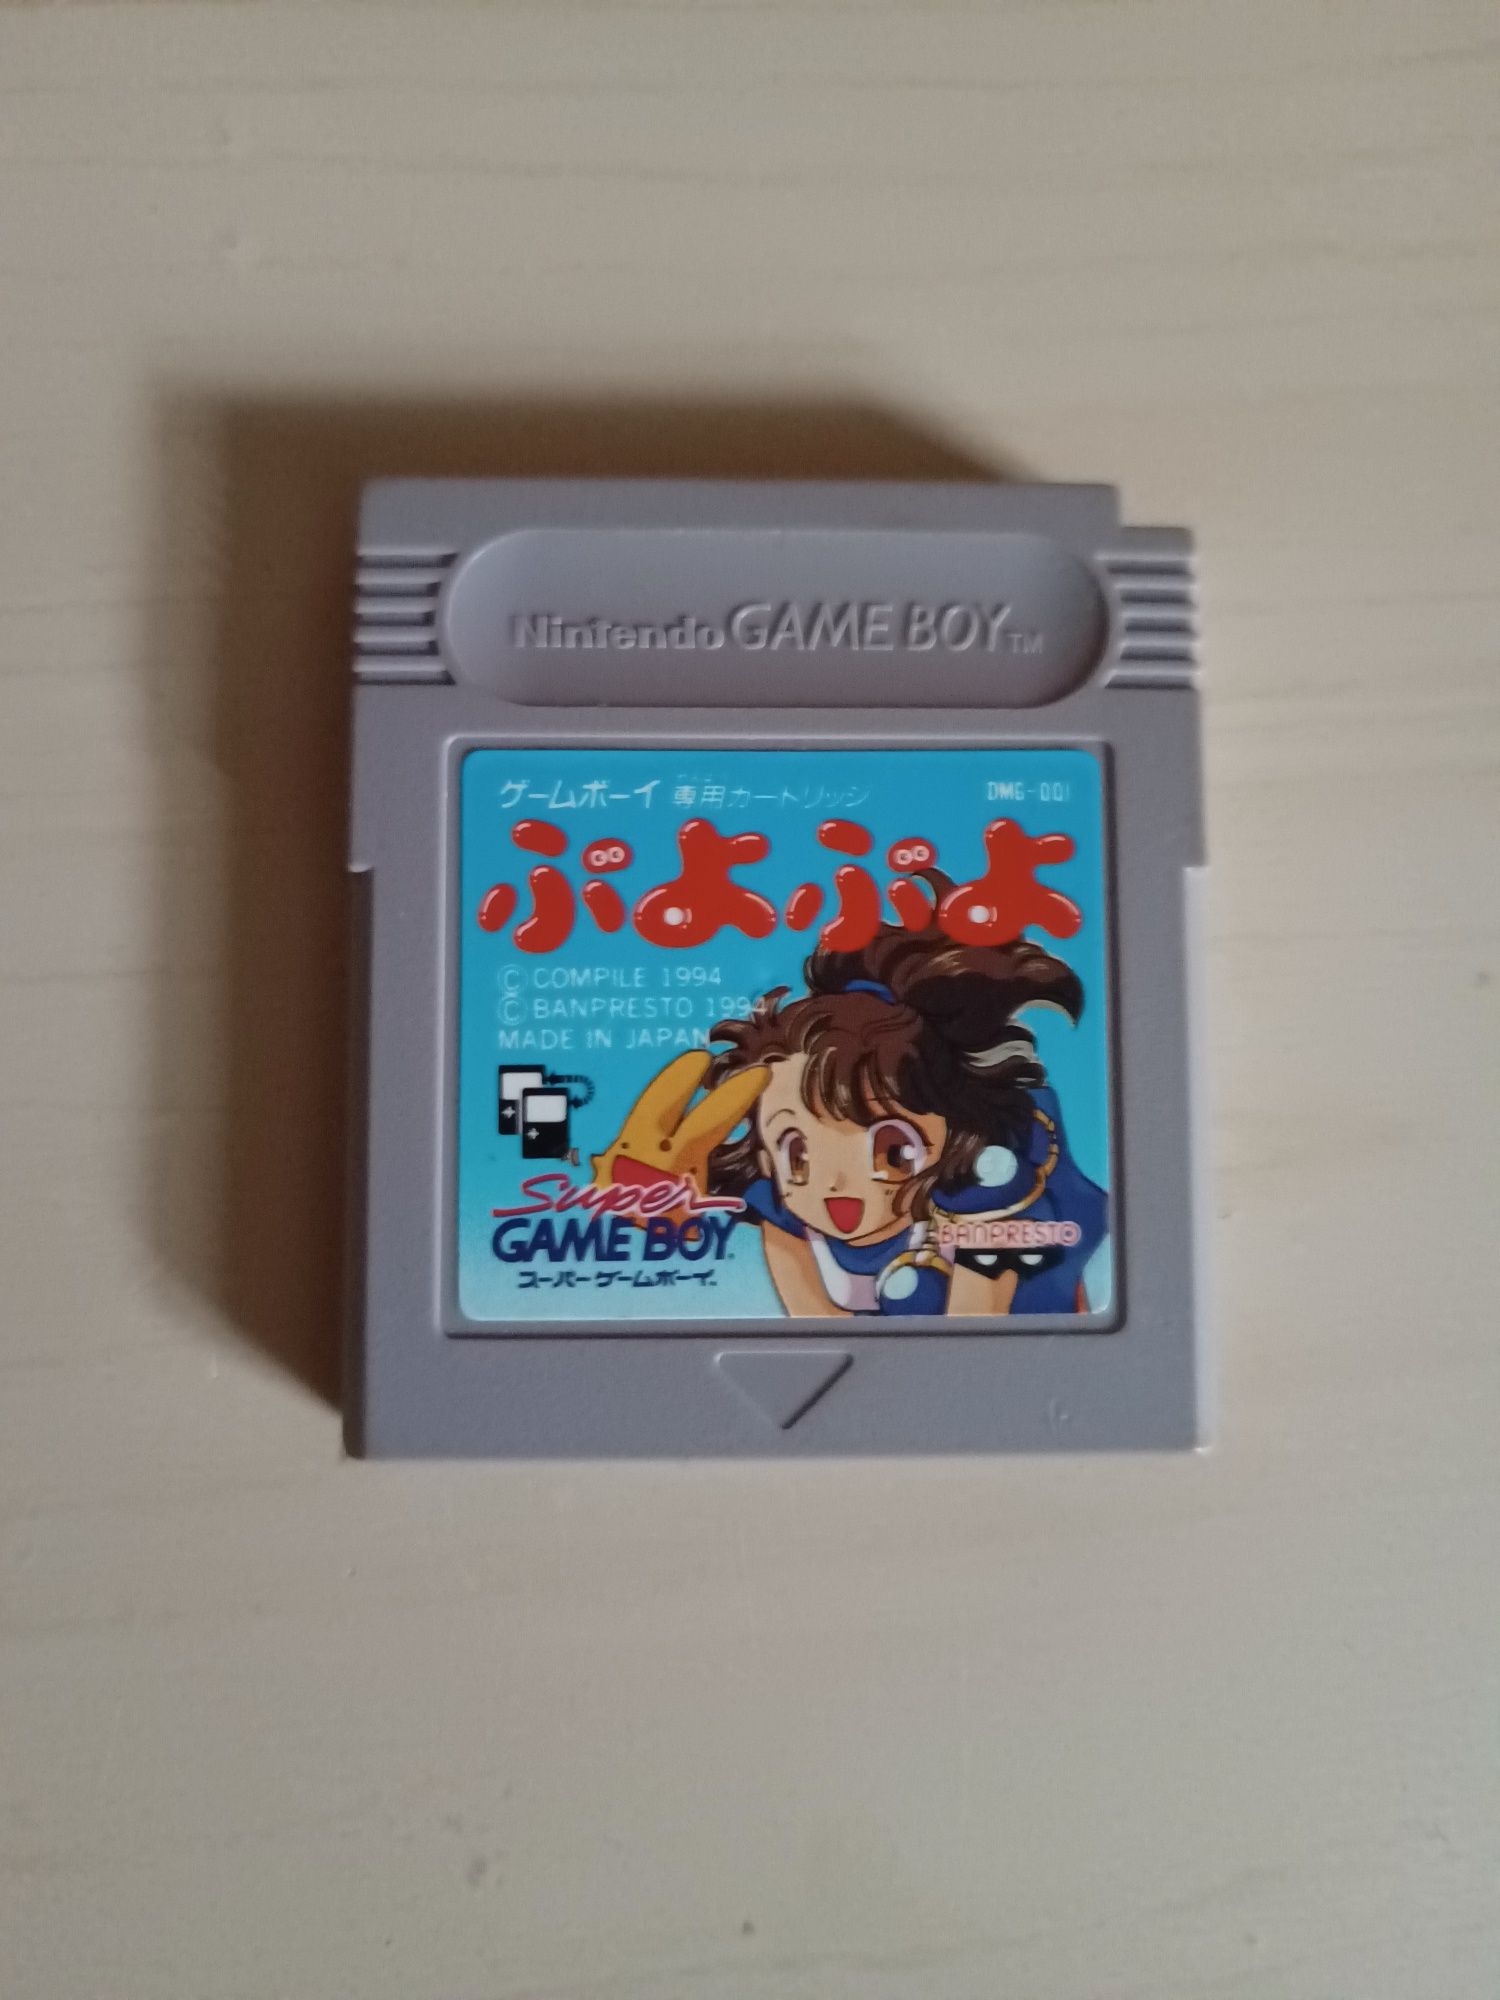 Nintendo GAME BOY TM
ゲームボーイ 専用カートリッジ DMG-001
ぷよぷよ
© COMPILE 1994
© BANPRESTO 1994
MADE IN JAPAN
Super
GAME BOY
スーパーゲームボーイ
BANPRESTO